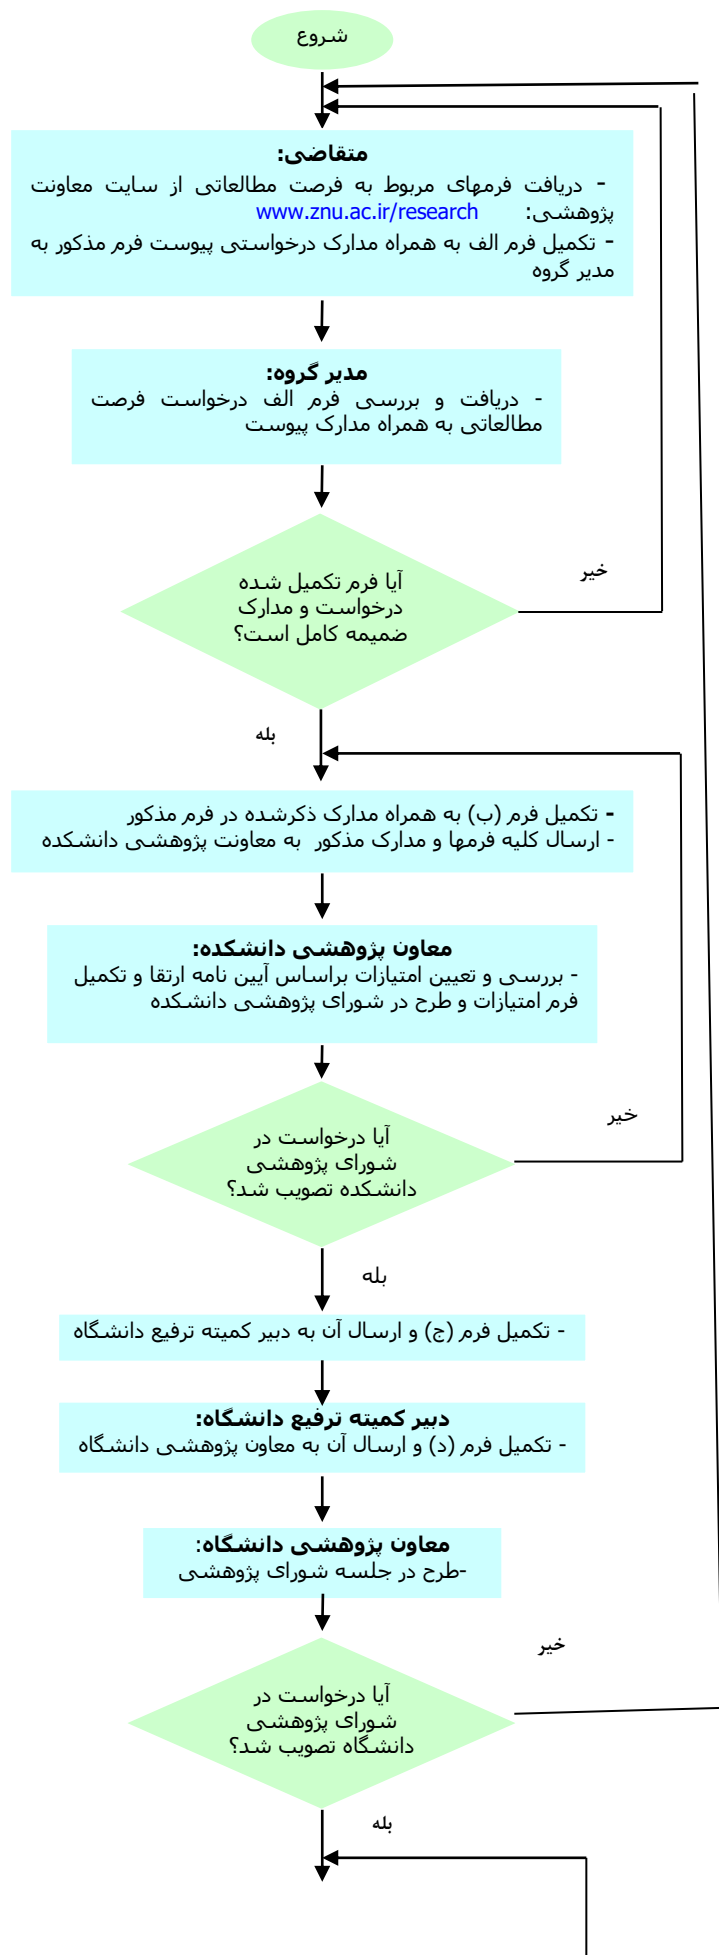 شروع
متقاضی:
- دریافت فرمهای مربوط به فرصت مطالعاتی از سایت معاونت
پژوهشی: www.znu.ac.ir/research
- تکمیل فرم الف به همراه مدارک درخواستی پیوست فرم مذکور به
مدیر گروه
مدیر گروه:
- دریافت و بررسی فرم الف درخواست فرصت
مطالعاتی به همراه مدارک پیوست
آیا فرم تکمیل شده
درخواست و مدارک
ضمیمه کامل است؟
خیر
بله
- تکمیل فرم (ب) به همراه مدارک ذکرشده در فرم مذکور
- ارسال کلیه فرمها و مدارک مذکور به معاونت پژوهشی دانشکده
معاون پژوهشی دانشکده:
- بررسی و تعیین امتیازات براساس آیین نامه ارتقا و تکمیل
فرم امتیازات و طرح در شورای پژوهشی دانشکده
آیا درخواست در
شورای پژوهشی
دانشکده تصویب شد؟
خیر
بله
- تکمیل فرم (ج) و ارسال آن به دبیر کمیته ترفیع دانشگاه
دبیر کمیته ترفیع دانشگاه:
- تکمیل فرم (د) و ارسال آن به معاون پژوهشی دانشگاه
معاون پژوهشی دانشگاه:
-طرح در جلسه شورای پژوهشی
آیا درخواست در
شورای پژوهشی
دانشگاه تصویب شد؟
خیر
بله